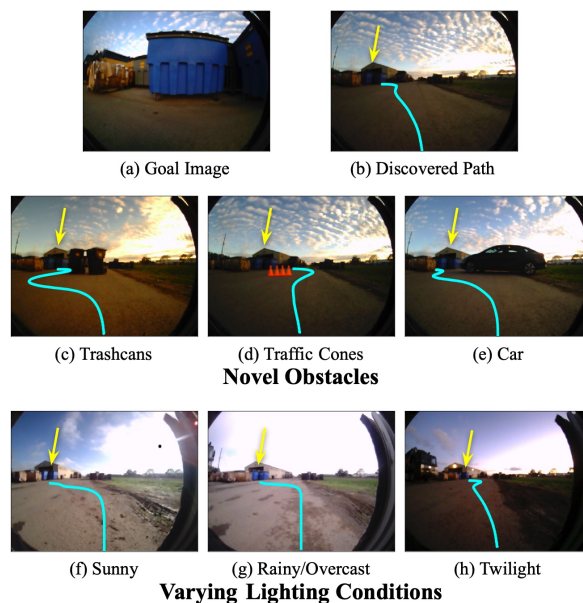 (a) Goal Image
(b) Discovered Path
(c) Trashcans
(d) Traffic Cones
(e) Car
Novel Obstacles
(f) Sunny
(g) Rainy/Overcast
(h) Twilight
Varying Lighting Conditions